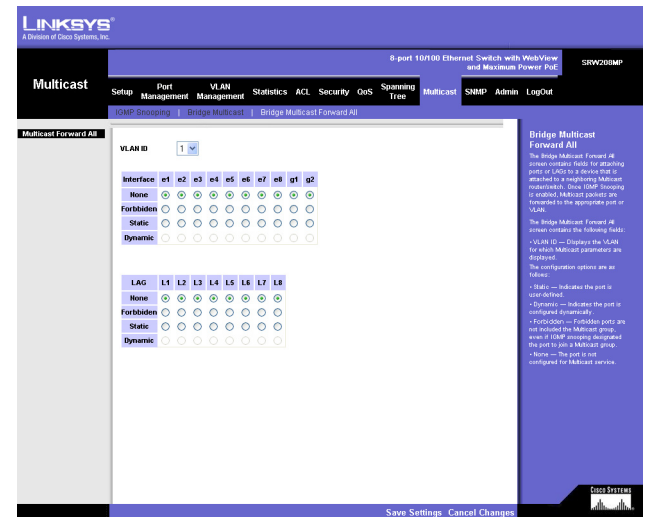 LINKSYS®
A Division of Cisco Systems, Inc.
8-port 10/100 Ethernet Switch with WebView
and Maximum Power PoE
SRW208MP
Multicast
Setup Port Management VLAN Management Statistics ACL Security QoS Spanning Tree Multicast SNMP Admin LogOut
IGMP Snooping | Bridge Multicast | Bridge Multicast Forward All
Multicast Forward All
VLAN ID 1
Interface e1 e2 e3 e4 e5 e6 e7 e8 g1 g2
None
Forbbiden
Static
Dynamic
LAG L1 L2 L3 L4 L5 L6 L7 L8
None
Forbbiden
Static
Dynamic
Bridge Multicast
Forward All
The Bridge Multicast Forward All
screen contains fields for attaching
ports or LAGs to a device that is
attached to a neighboring Multicast
router/switch. Once IGMP Snooping
is enabled, Multicast packets are
forwarded to the appropriate port or
VLAN.
The Bridge Multicast Forward All
screen contains the following fields:
• VLAN ID — Displays the VLAN
for which Multicast parameters are
displayed.
The configuration options are as
follows:
• Static — Indicates the port is
user-defined.
• Dynamic — Indicates the port is
configured dynamically.
• Forbidden — Forbidden ports are
not included the Multicast group,
even if IGMP snooping designated
the port to join a Multicast group.
• None — The port is not
configured for Multicast service.
CISCO SYSTEMS
Save Settings Cancel Changes